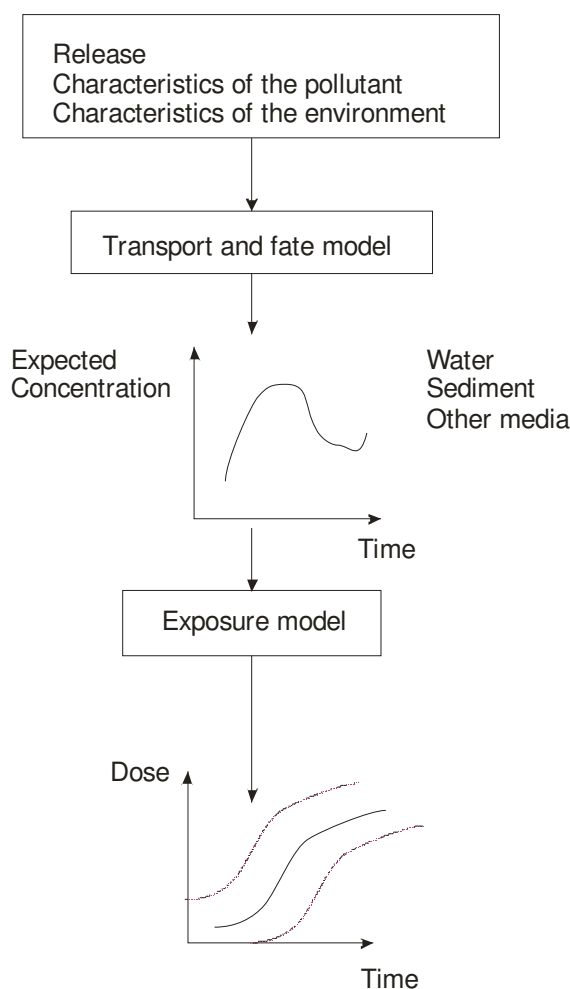 Release
Characteristics of the pollutant
Characteristics of the environment
Transport and fate model
Expected
Concentration
Water
Sediment
Other media
Time
Exposure model
Dose
Time